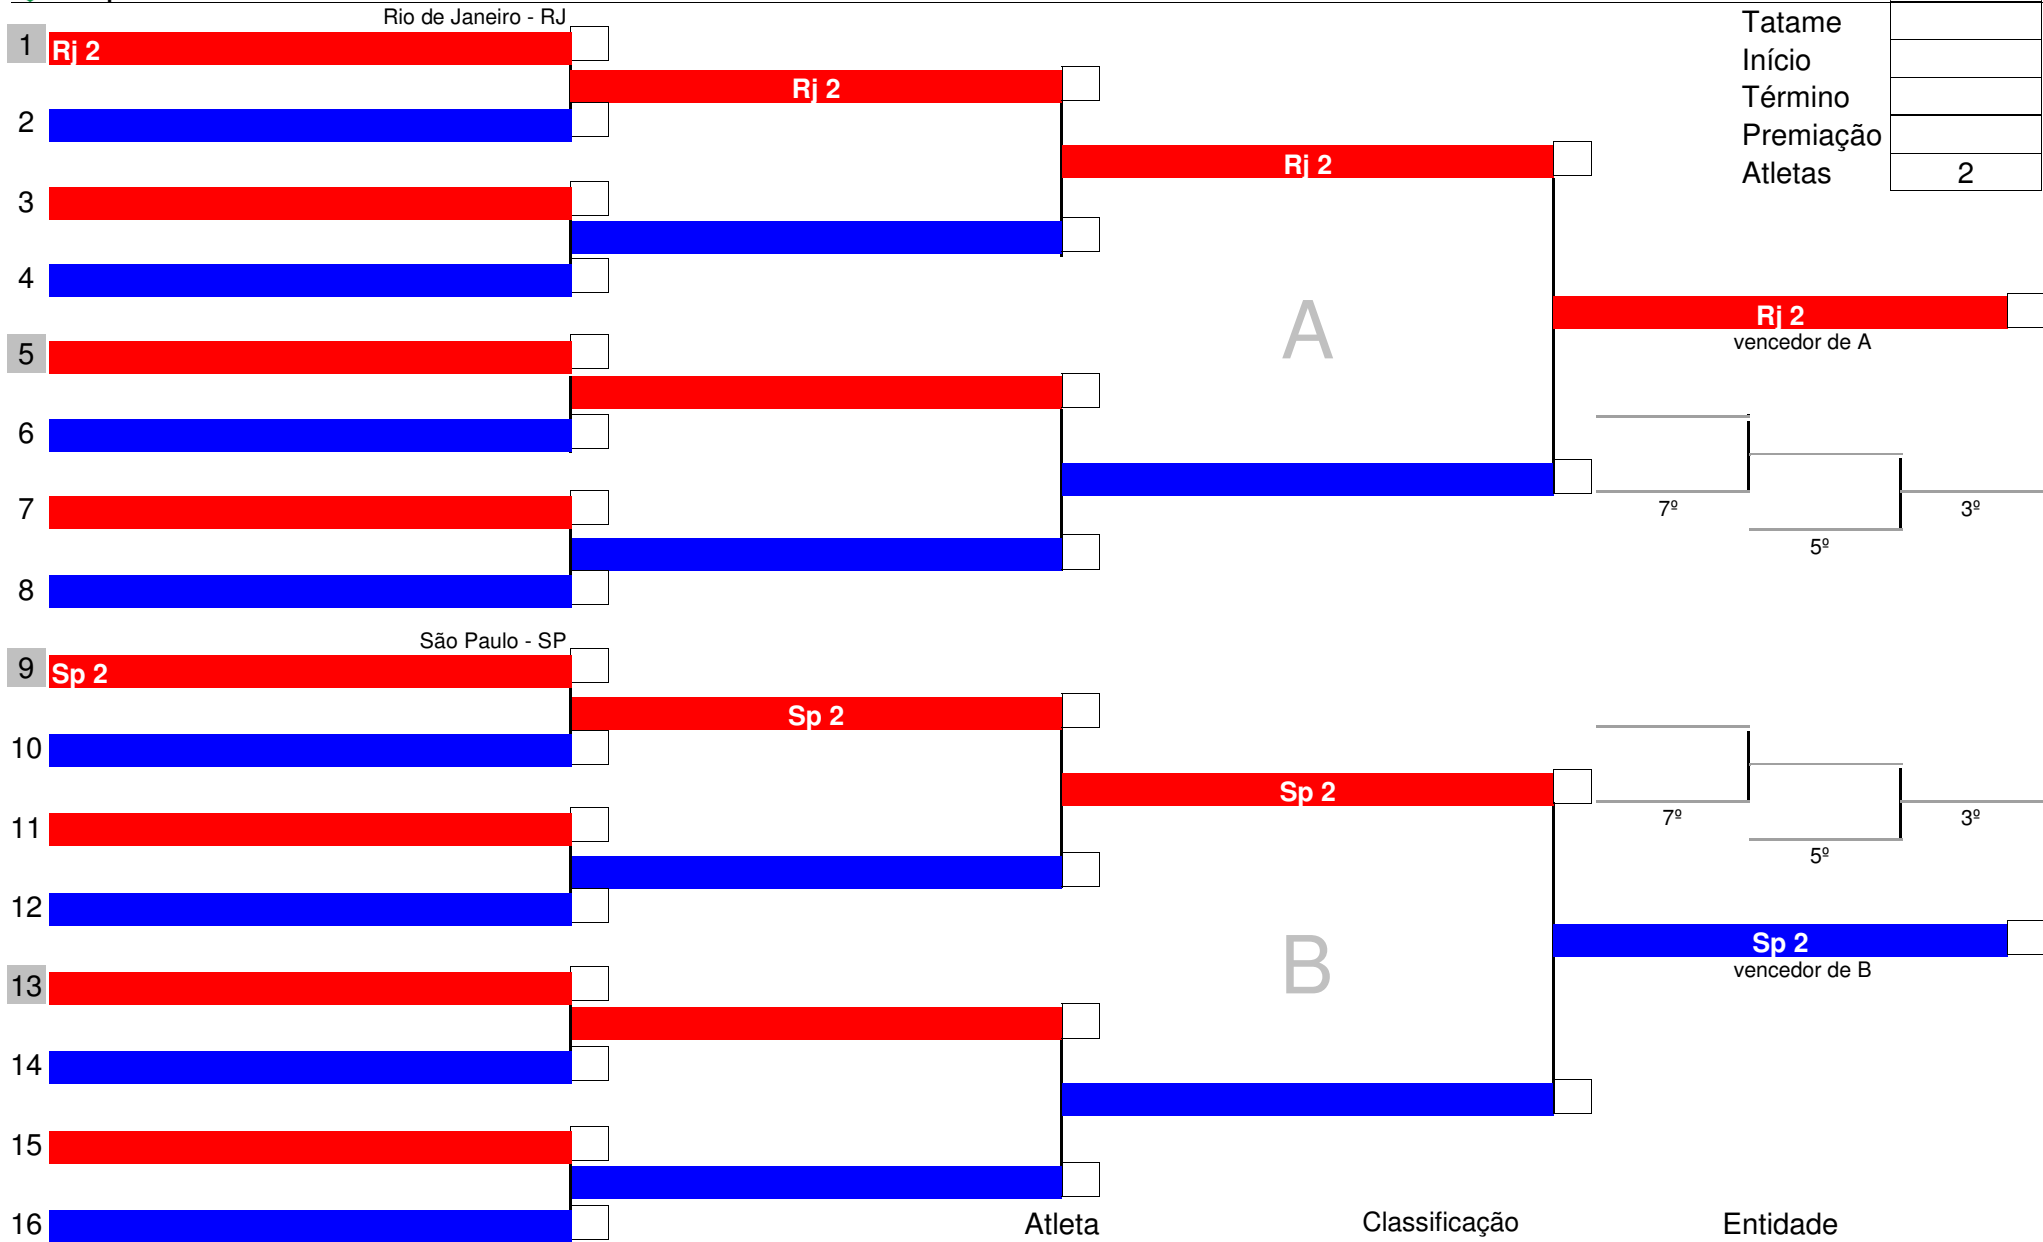 Rio de Janeiro - RJ
Tatame
1
Rj 2
Início
Rj 2
Término
2
Premiação
Rj 2
Atletas 2
3
4
A
Rj 2
vencedor de A
5
6
7
7º
3º
5º
8
São Paulo - SP
9
Sp 2
Sp 2
10
Sp 2
11
7º
3º
5º
12
B
Sp 2
vencedor de B
13
14
15
16
Atleta Classificação Entidade